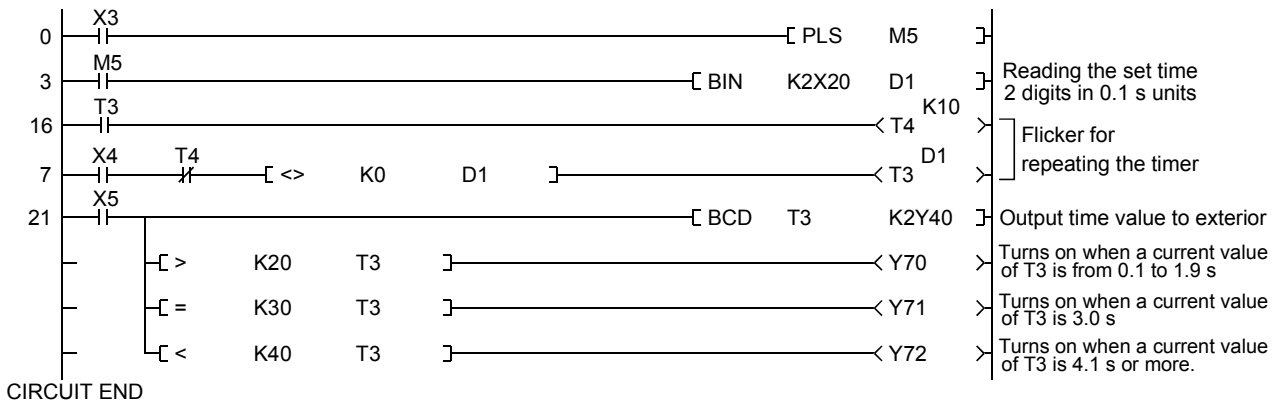 X3
0 PLS M5
M5
3 BIN K2X20 D1 Reading the set time
2 digits in 0.1 s units
T3 K10
16 T4 Flicker for
X4 T4 D1 repeating the timer
7 <> K0 D1 T3
X5
21 BCD T3 K2Y40 Output time value to exterior
> K20 T3 Y70 Turns on when a current value
of T3 is from 0.1 to 1.9 s
= K30 T3 Y71 Turns on when a current value
of T3 is 3.0 s
< K40 T3 Y72 Turns on when a current value
of T3 is 4.1 s or more.
CIRCUIT END